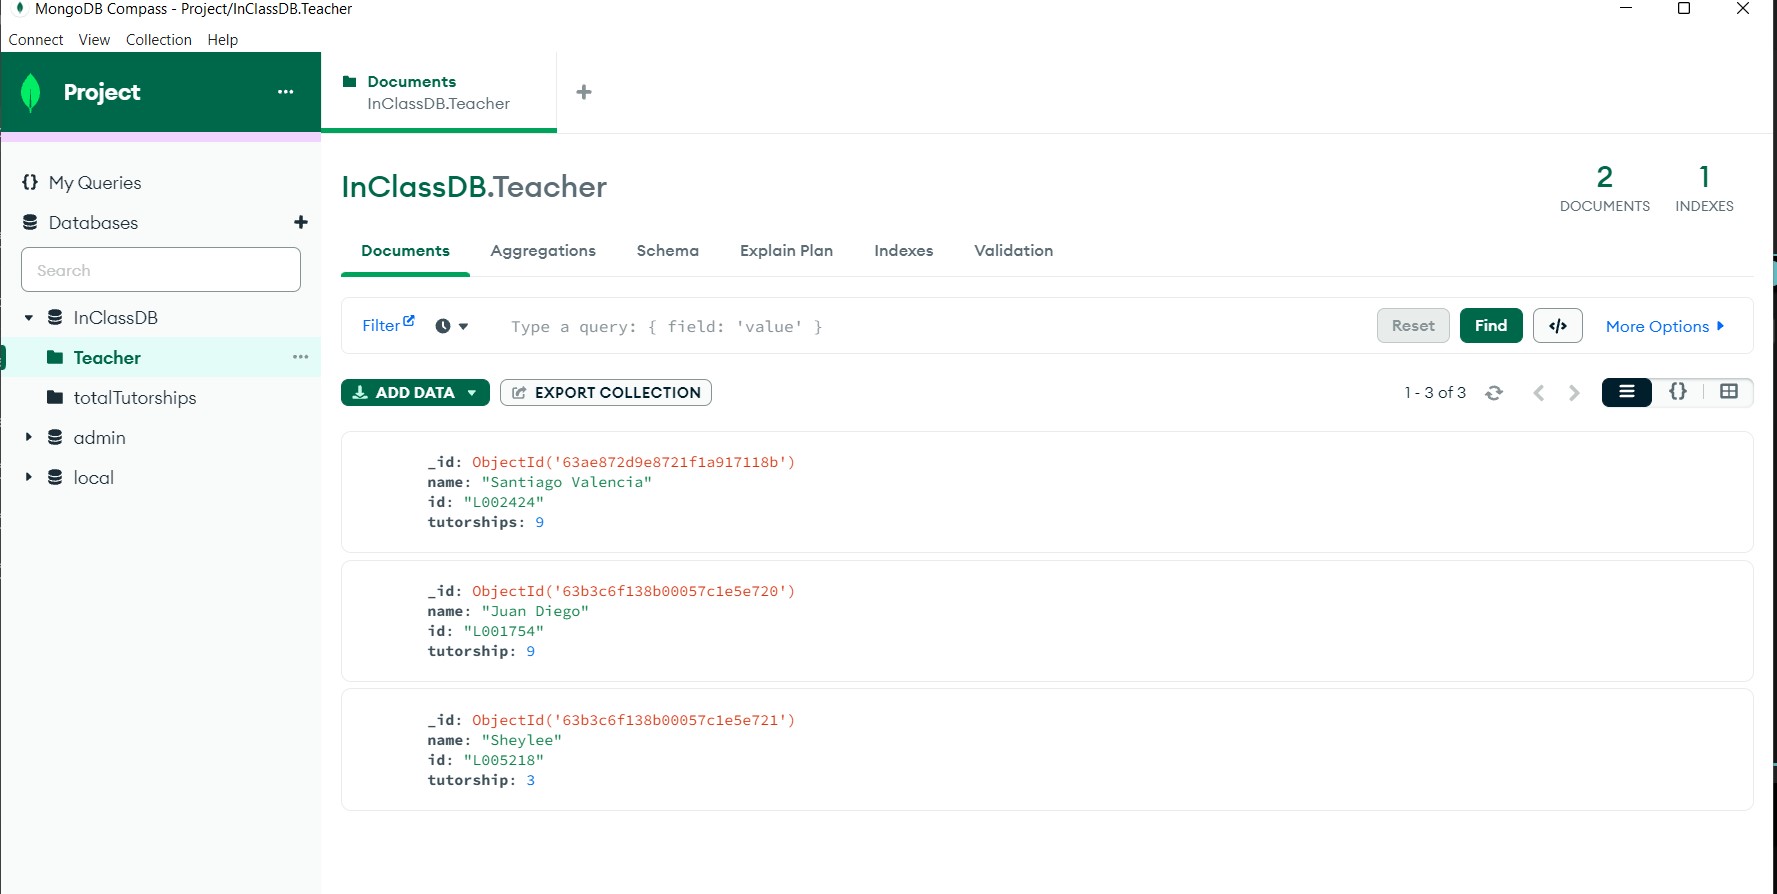 MongoDB Compass - Project/InClassDB.Teacher
Connect View Collection Help
Project
Documents
InClassDB.Teacher
My Queries
Databases
Search
InClassDB
Teacher
totalTutorships
admin
local
InClassDB.Teacher
2
DOCUMENTS
1
INDEXES
Documents Aggregations Schema Explain Plan Indexes Validation
Filter Type a query: { field: 'value' } Reset Find </> More Options
ADD DATA EXPORT COLLECTION 1 - 3 of 3 {}
_id: ObjectId('63ae872d9e8721f1a917118b')
name: "Santiago Valencia"
id: "L002424"
tutorships: 9
_id: ObjectId('63b3c6f138b00057c1e5e720')
name: "Juan Diego"
id: "L001754"
tutorship: 9
_id: ObjectId('63b3c6f138b00057c1e5e721')
name: "Sheylee"
id: "L005218"
tutorship: 3